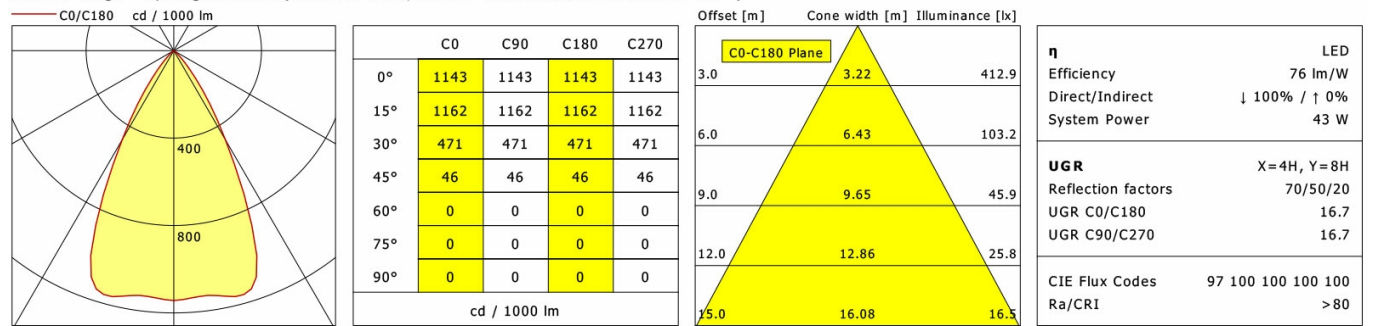 C0/C180 cd / 1000 lm
400
800
C0 C90 C180 C270
0° 1143 1143 1143 1143
15° 1162 1162 1162 1162
30° 471 471 471 471
45° 46 46 46 46
60° 0 0 0 0
75° 0 0 0 0
90° 0 0 0 0
cd / 1000 lm
Offset [m] Cone width [m] Illuminance [lx]
C0-C180 Plane
3.0 3.22 412.9
6.0 6.43 103.2
9.0 9.65 45.9
12.0 12.86 25.8
15.0 16.08 16.5
η LED
Efficiency 76 lm/W
Direct/Indirect ↓ 100% / ↑ 0%
System Power 43 W
UGR X=4H, Y=8H
Reflection factors 70/50/20
UGR C0/C180 16.7
UGR C90/C270 16.7
CIE Flux Codes 97 100 100 100 100
Ra/CRI >80